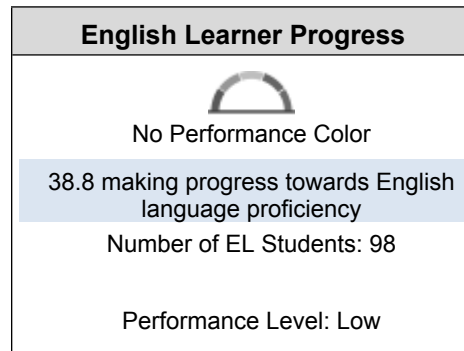 English Learner Progress
No Performance Color
38.8 making progress towards English
language proficiency
Number of EL Students: 98
Performance Level: Low